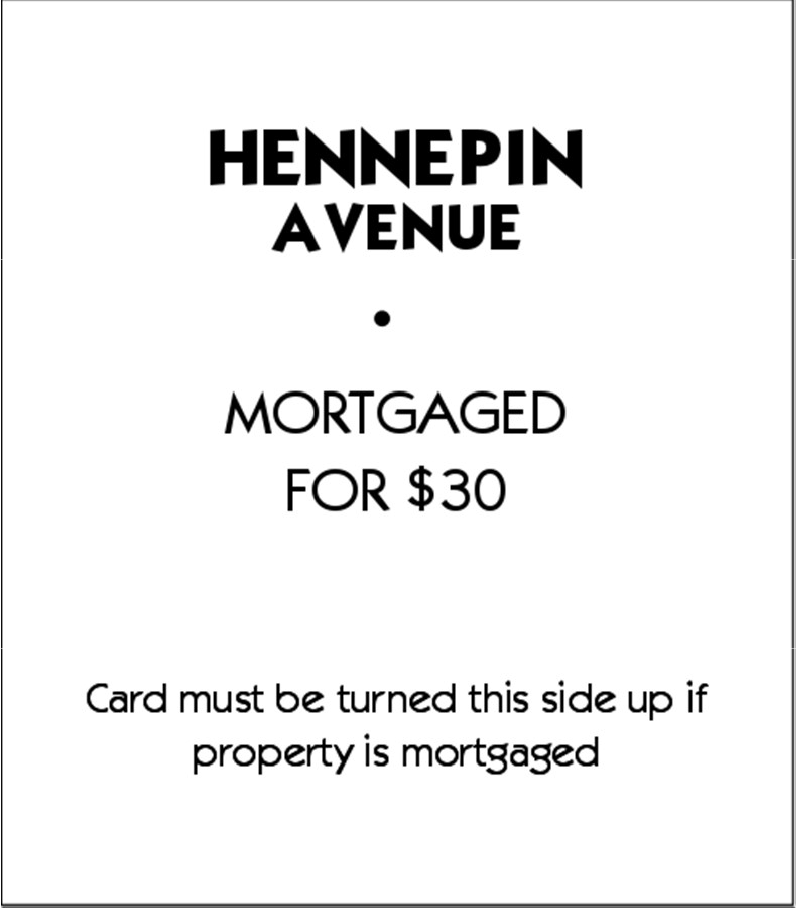 HENNEPIN
AVENUE
•
MORTGAGED
FOR $30
Card must be turned this side up if
property is mortgaged